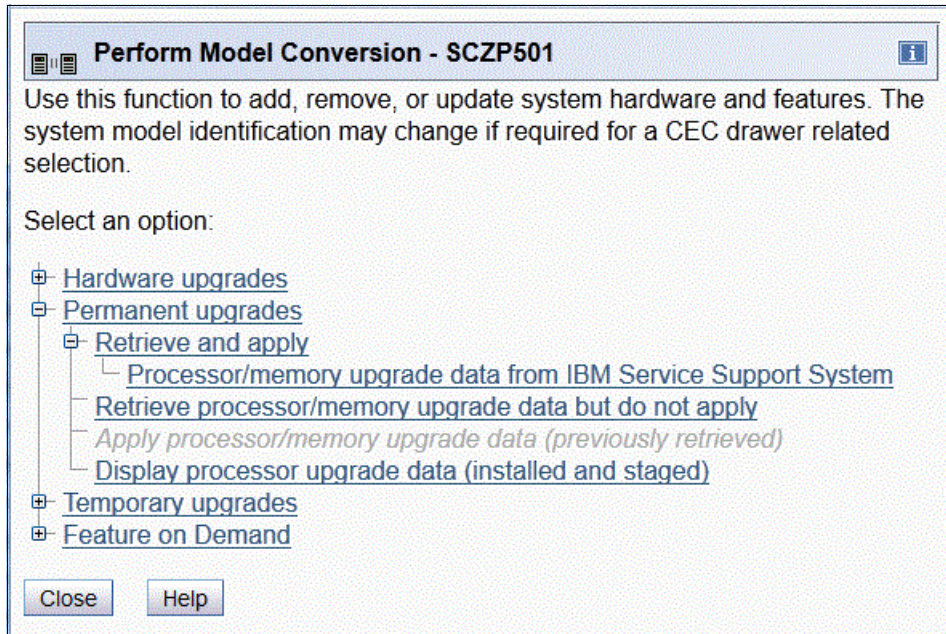 Perform Model Conversion - SCZP501
i
Use this function to add, remove, or update system hardware and features. The
system model identification may change if required for a CEC drawer related
selection.
Select an option:
Hardware upgrades
Permanent upgrades
Retrieve and apply
Processor/memory upgrade data from IBM Service Support System
Retrieve processor/memory upgrade data but do not apply
Apply processor/memory upgrade data (previously retrieved)
Display processor upgrade data (installed and staged)
Temporary upgrades
Feature on Demand
Close Help